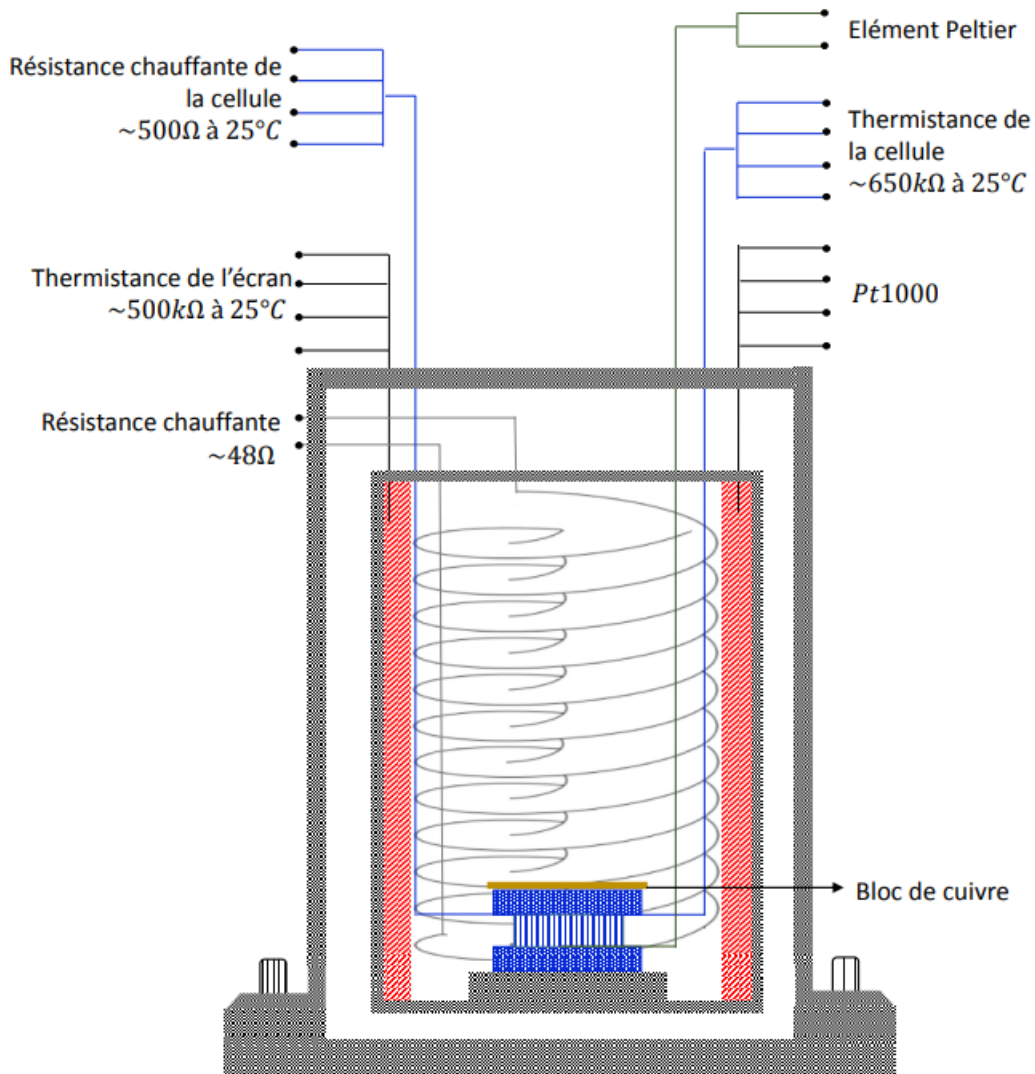 Résistance chauffante de
la cellule
~500Ω à 25°C
Elément Peltier
Thermistance de
la cellule
~650kΩ à 25°C
Thermistance de l’écran
~500kΩ à 25°C
Pt1000
Résistance chauffante
~48Ω
Bloc de cuivre